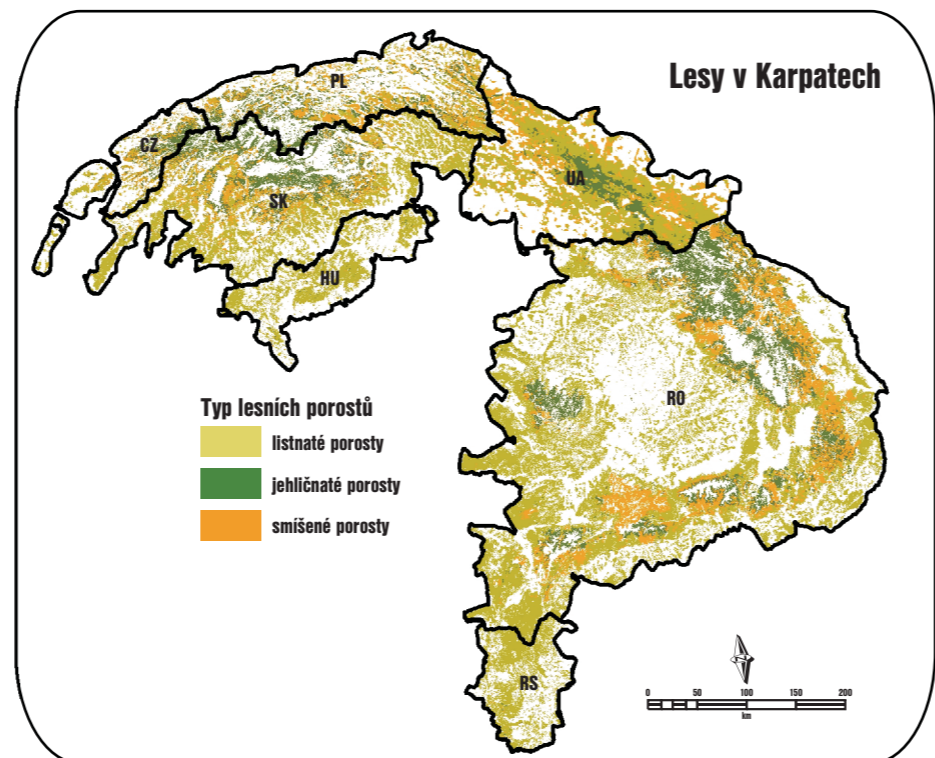 Lesy v Karpatech
PL
CZ
SK
UA
HU
RO
RS
Typ lesních porostů
listnaté porosty
jehličnaté porosty
smíšené porosty
0 50 100 150 200
km